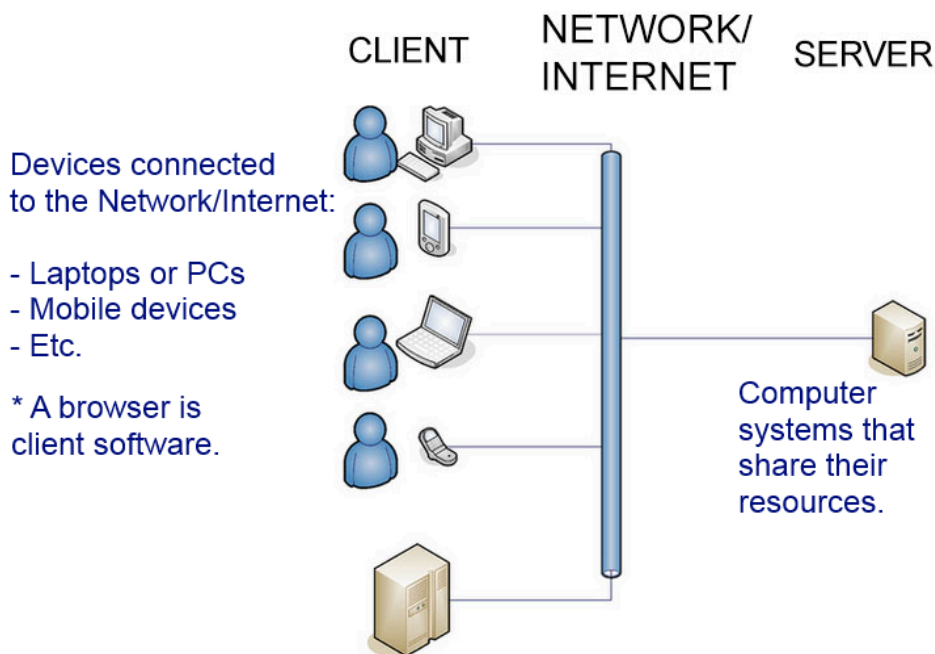 CLIENT
NETWORK/
INTERNET
SERVER
Devices connected
to the Network/Internet:
- Laptops or PCs
- Mobile devices
- Etc.
* A browser is
client software.
Computer
systems that
share their
resources.